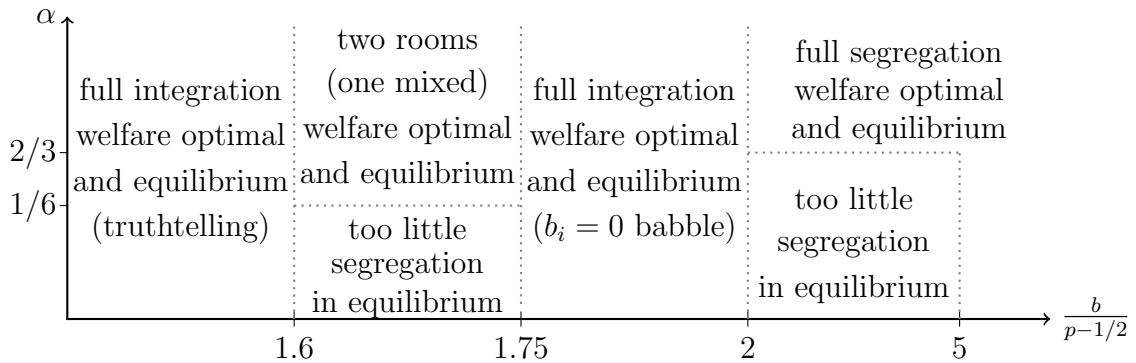 α
full integration
welfare optimal
and equilibrium
(truthtelling)
two rooms
(one mixed)
welfare optimal
and equilibrium
too little
segregation
in equilibrium
full integration
welfare optimal
and equilibrium
(b_i = 0 babble)
full segregation
welfare optimal
and equilibrium
too little
segregation
in equilibrium
2/3
1/6
1.6
1.75
2
5
b
p−1/2